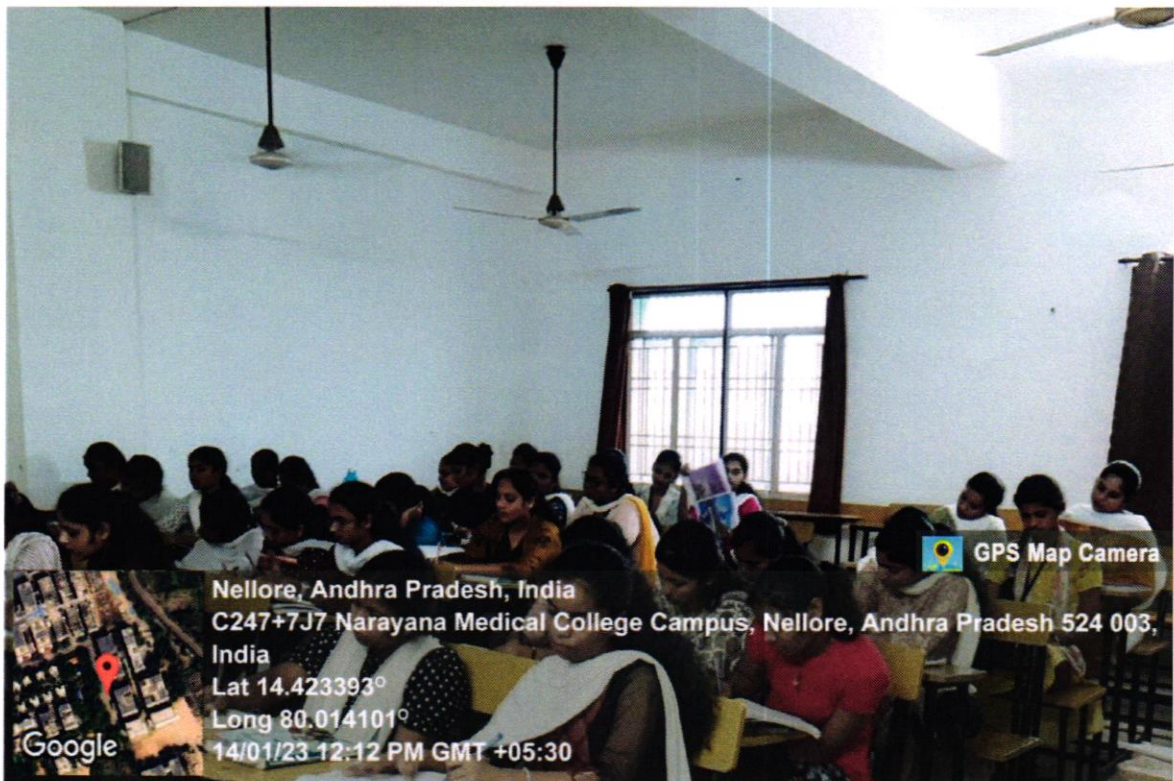 GPS Map Camera
Nellore, Andhra Pradesh, India
C247+7J7 Narayana Medical College Campus, Nellore, Andhra Pradesh 524 003,
India
Lat 14.423393°
Long 80.014101°
14/01/23 12:12 PM GMT +05:30
Google